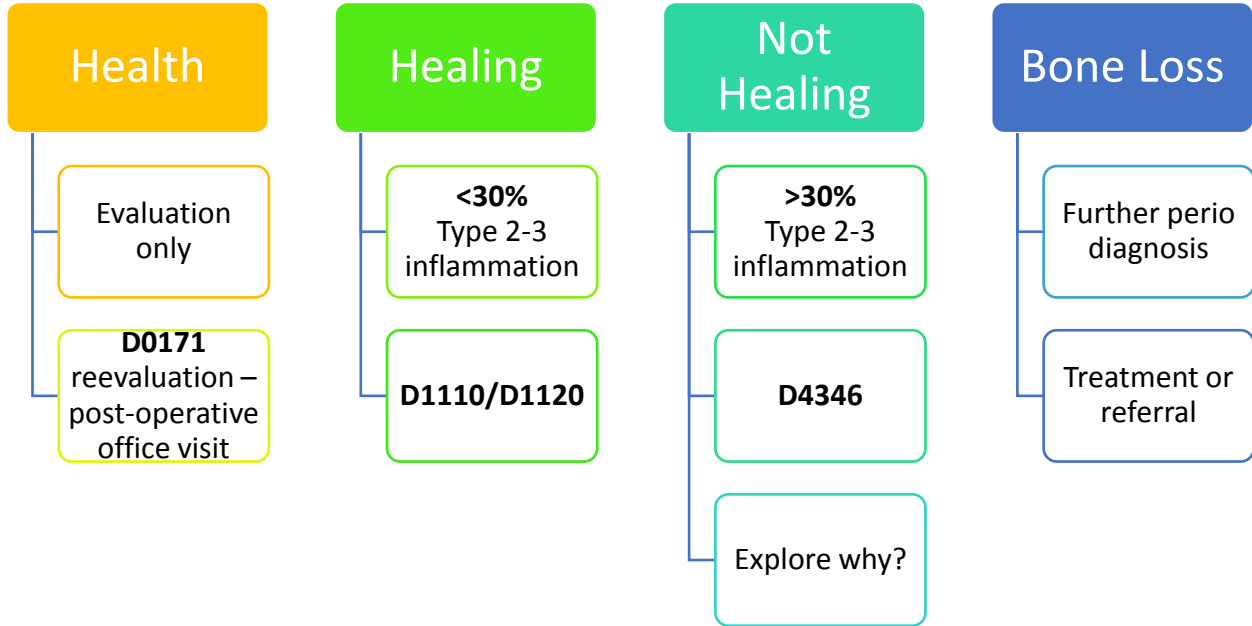 Health
Evaluation
only
D0171
reevaluation –
post-operative
office visit
Healing
<30%
Type 2-3
inflammation
D1110/D1120
Not
Healing
>30%
Type 2-3
inflammation
D4346
Explore why?
Bone Loss
Further perio
diagnosis
Treatment or
referral